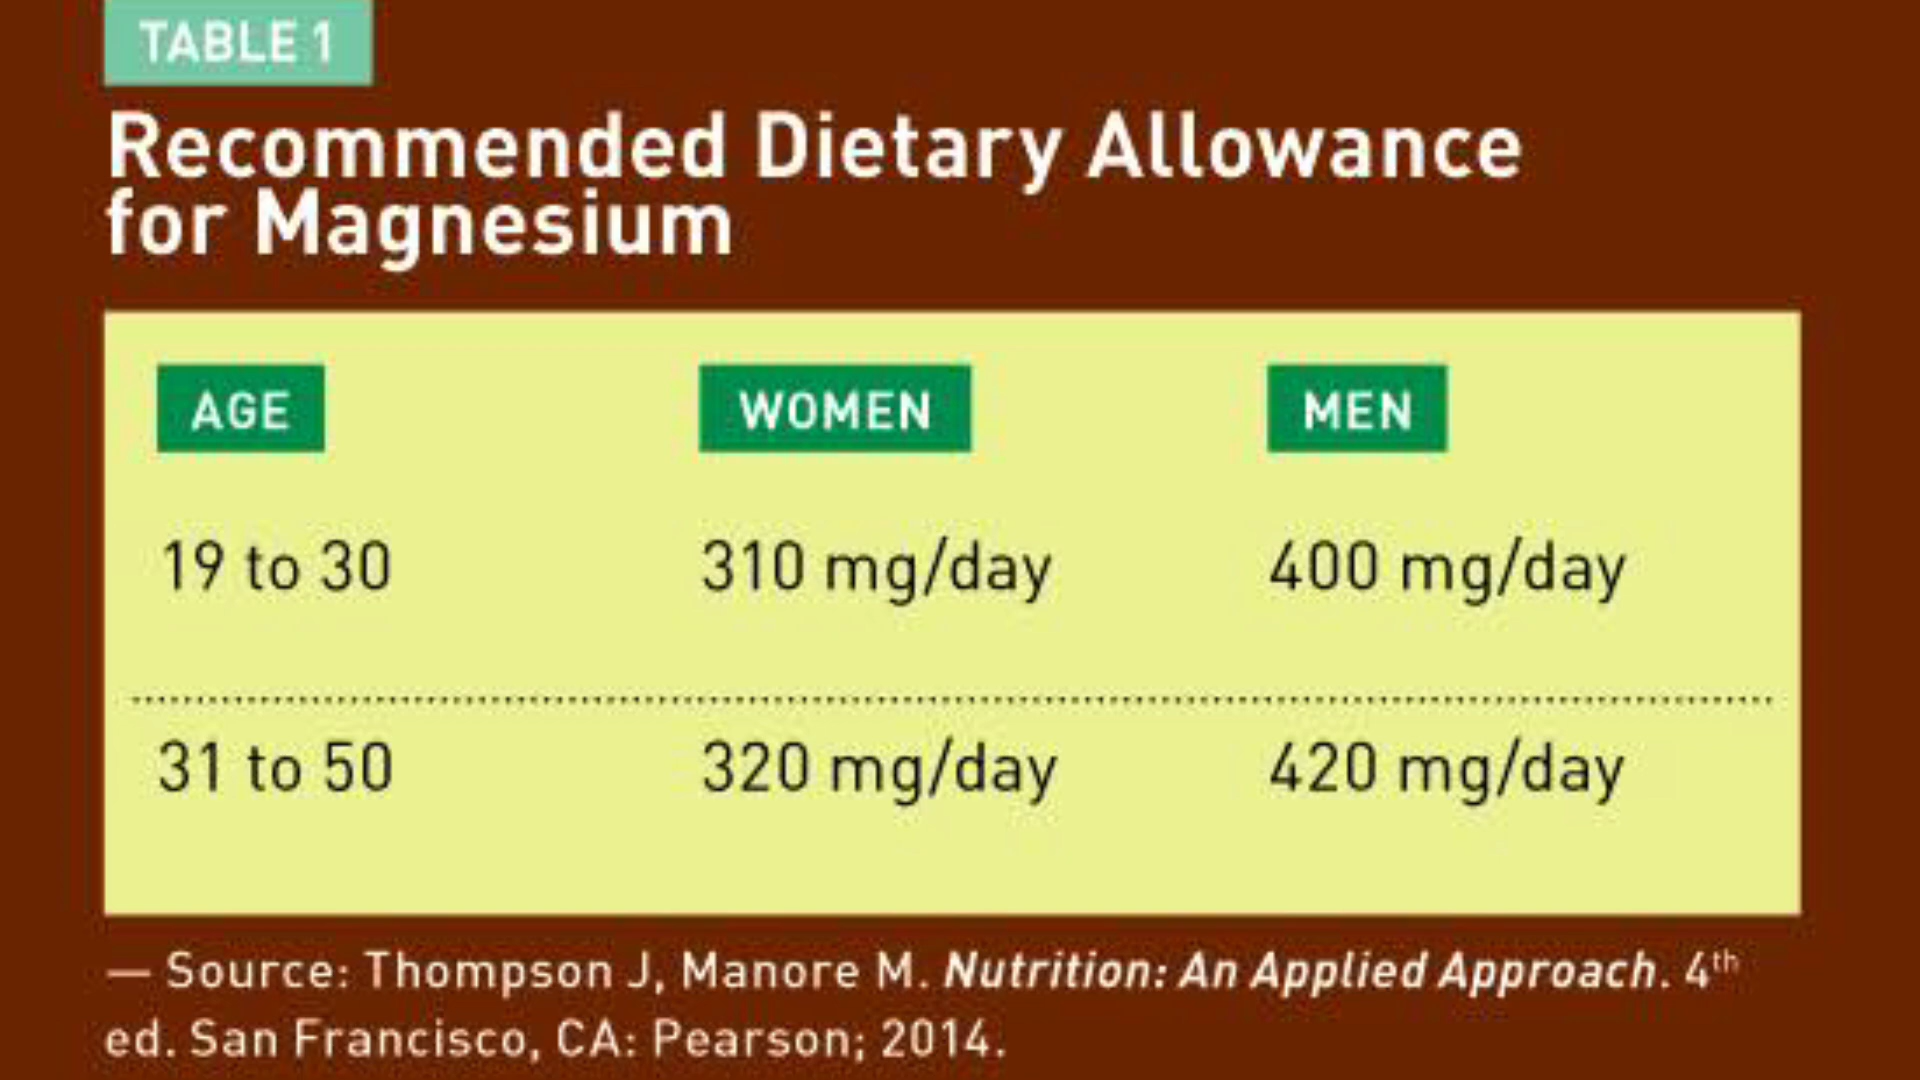 TABLE 1
Recommended Dietary Allowance
for Magnesium
AGE WOMEN MEN
19 to 30 310 mg/day 400 mg/day
31 to 50 320 mg/day 420 mg/day
— Source: Thompson J, Manore M. Nutrition: An Applied Approach. 4th
ed. San Francisco, CA: Pearson; 2014.